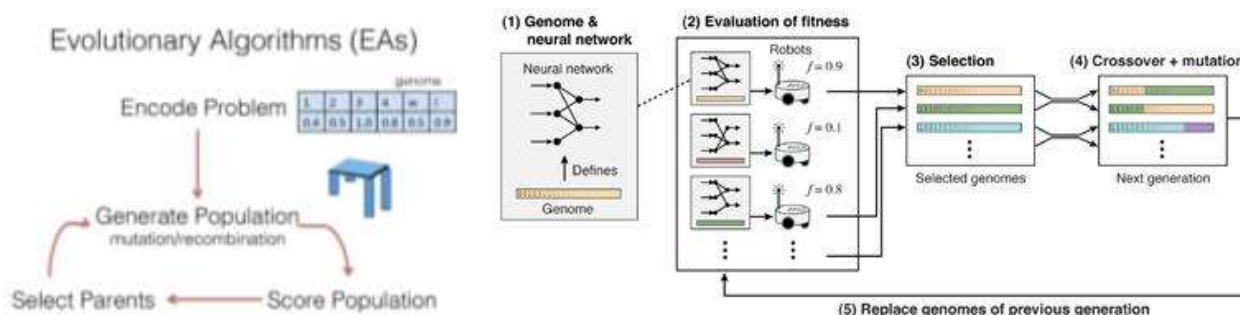 Evolutionary Algorithms (EAs)
genome
Encode Problem
1 2 3 4 w l
0.4 0.5 1.0 0.8 0.5 0.9
Generate Population
mutation/recombination
Select Parents
Score Population
(1) Genome &
neural network
Neural network
Defines
Genome
(2) Evaluation of fitness
Robots
f = 0.9
f = 0.1
f = 0.8
(3) Selection
Selected genomes
(4) Crossover + mutation
Next generation
(5) Replace genomes of previous generation